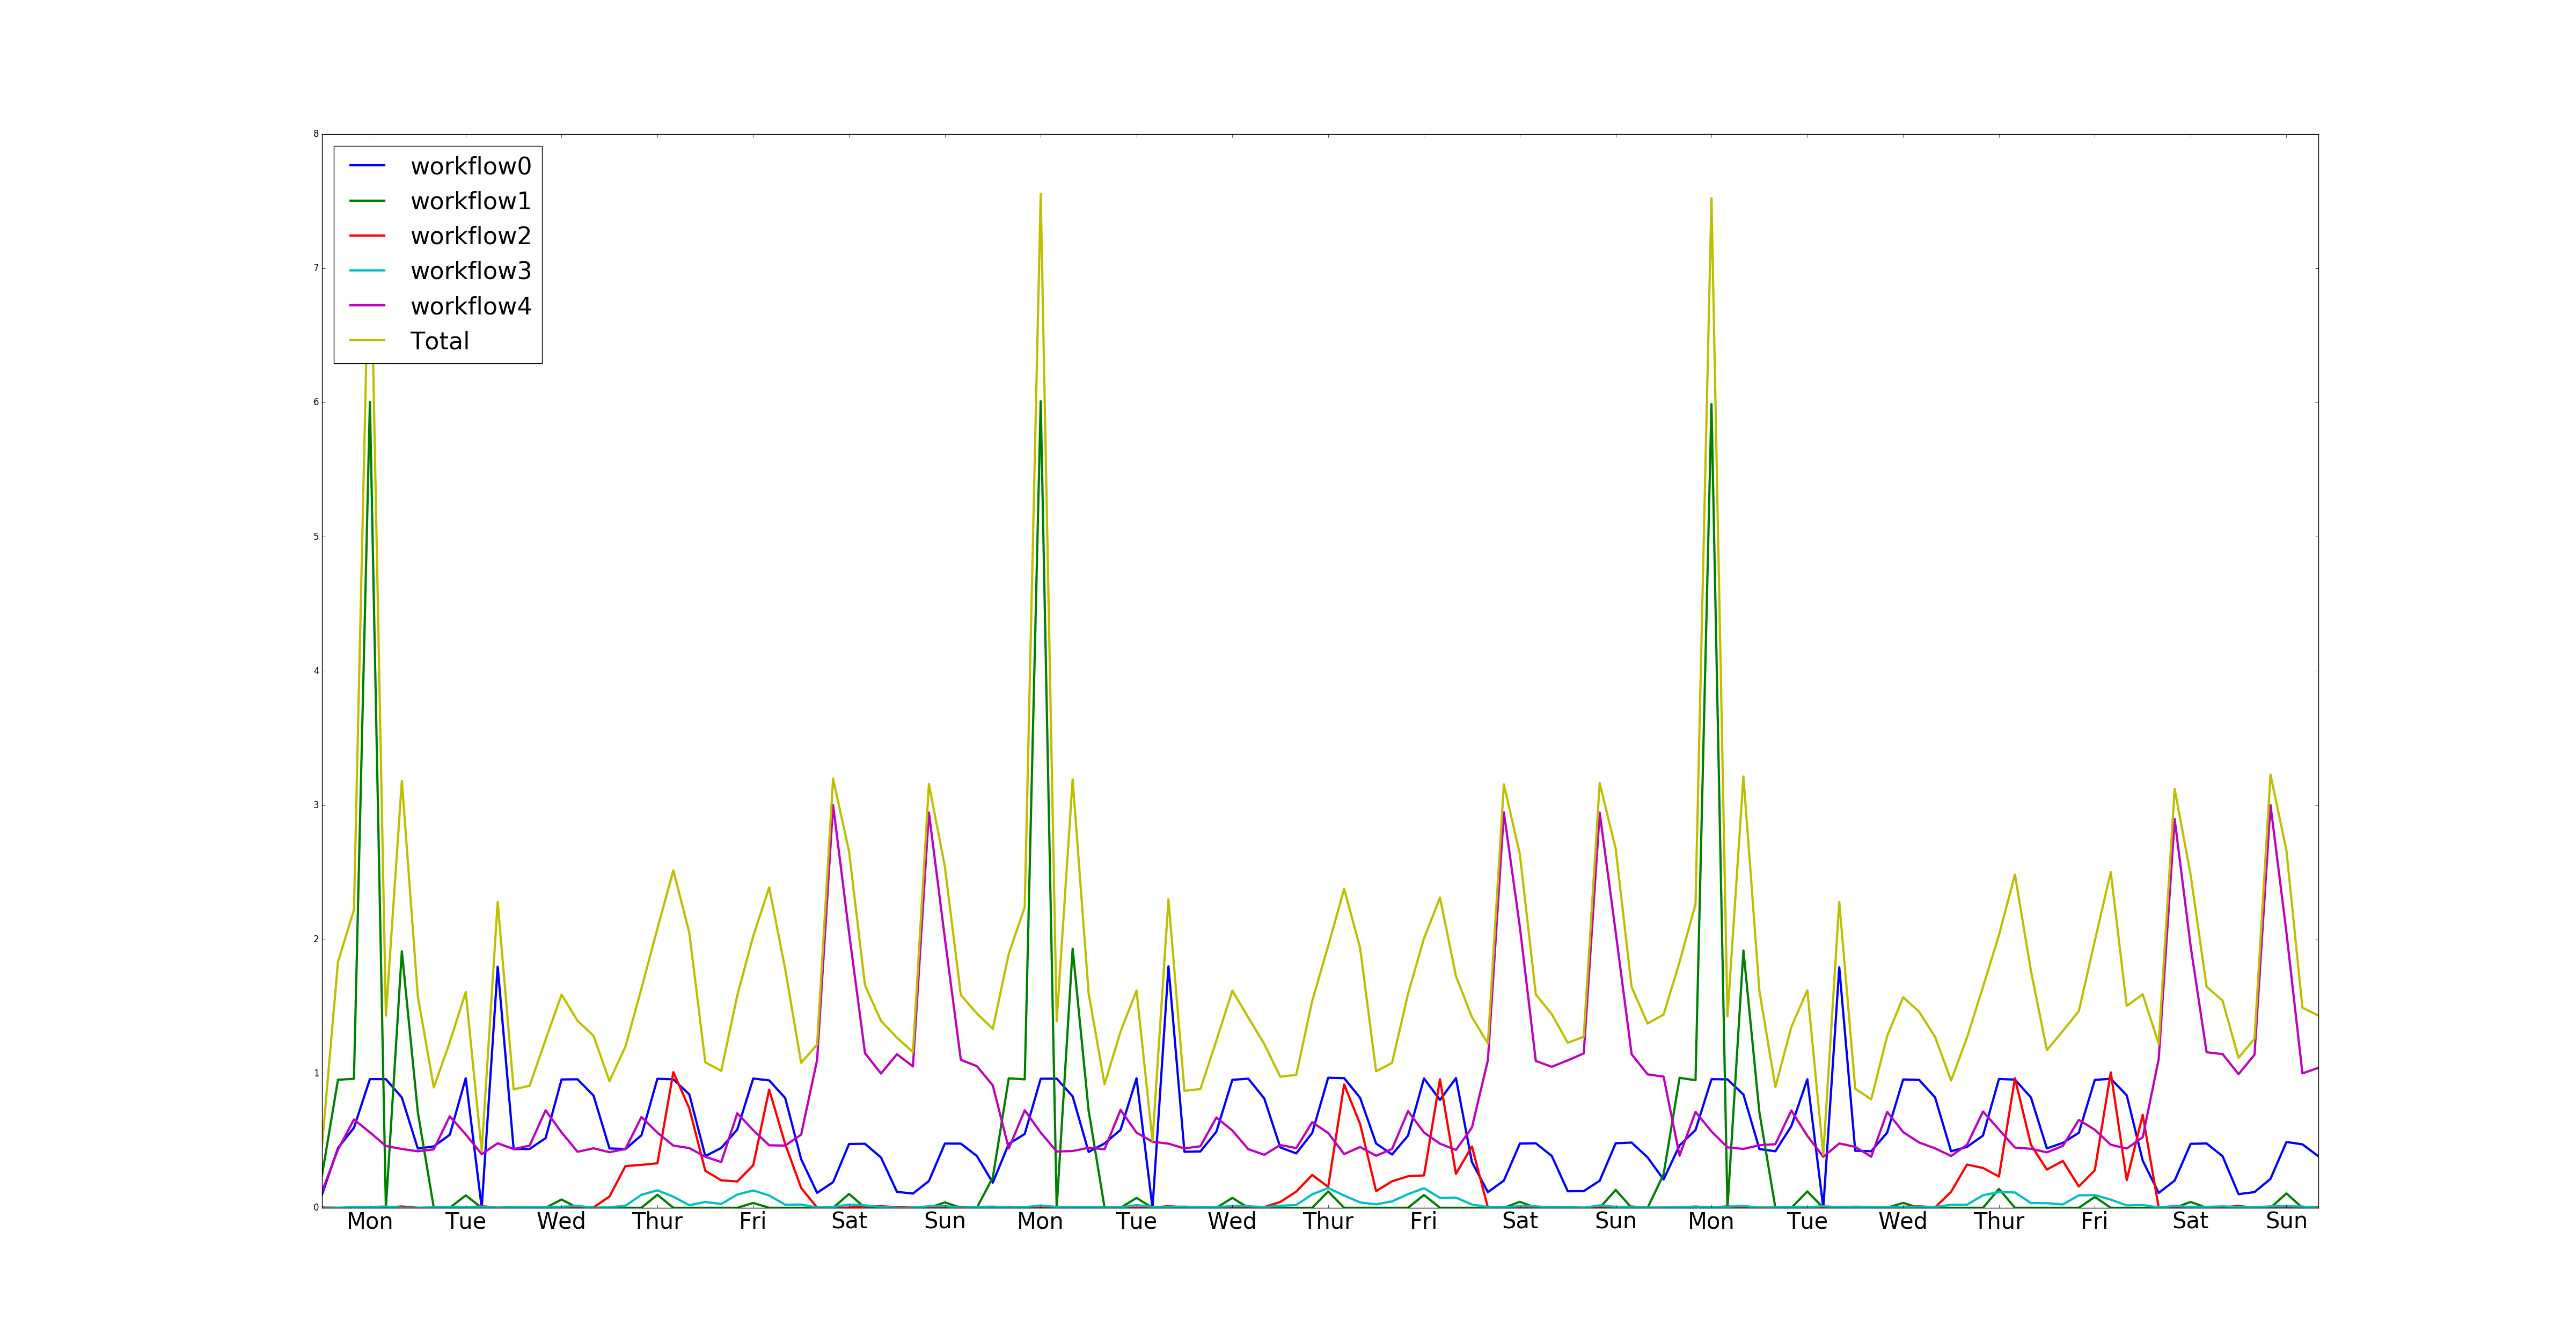 8
7
6
5
4
3
2
1
0
workflow0
workflow1
workflow2
workflow3
workflow4
Total
Mon Tue Wed Thur Fri Sat Sun Mon Tue Wed Thur Fri Sat Sun Mon Tue Wed Thur Fri Sat Sun